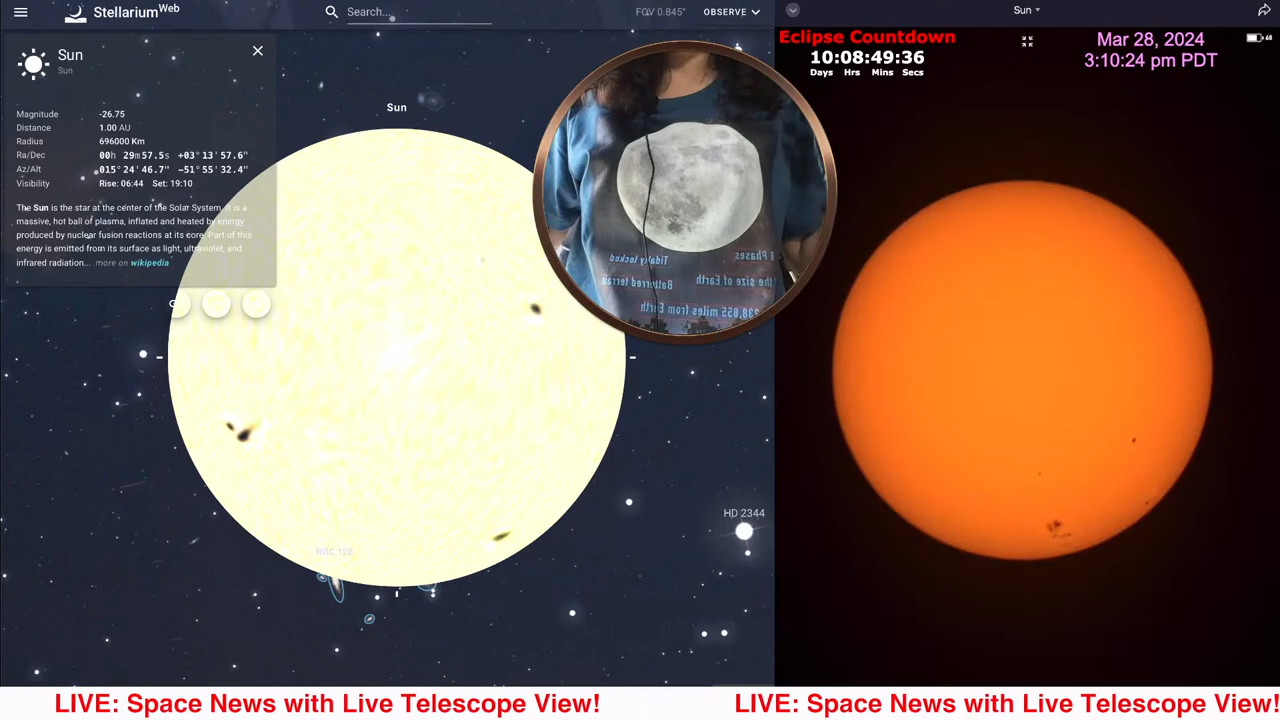 StellariumWeb
Search...
FOV 0.845°
OBSERVE
Sun
Sun
Magnitude -26.75
Distance 1.00 AU
Radius 696000 Km
Ra/Dec 00h 29m57.5s +03°13'57.6"
Az/Alt 015°24'46.7" -51°55'32.4"
Visibility Rise: 06:44 Set: 19:10
The Sun is the star at the center of the Solar System. It is a
massive, hot ball of plasma, inflated and heated by energy
produced by nuclear fusion reactions at its core. Part of this
energy is emitted from its surface as light, ultraviolet, and
infrared radiation... more on wikipedia
Sun
NGC 128
HD 2344
Phases
Tidally locked
the size of Earth
Battered terrain
238,855 miles from Earth
Sun
Eclipse Countdown
10:08:49:36
Days Hrs Mins Secs
Mar 28, 2024
3:10:24 pm PDT
68
LIVE: Space News with Live Telescope View!
LIVE: Space News with Live Telescope View!